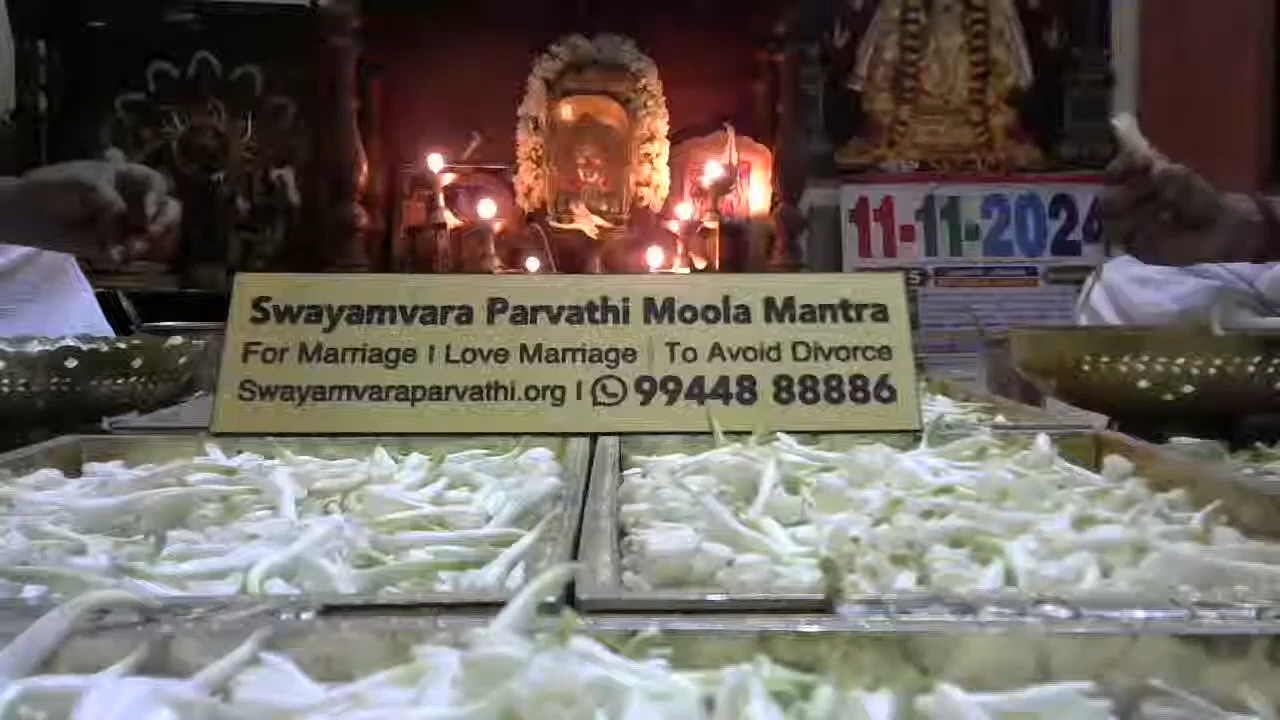 11-11-2024
Swayamvara Parvathi Moola Mantra
For Marriage | Love Marriage | To Avoid Divorce
Swayamvaraparvathi.org | 99448 88886